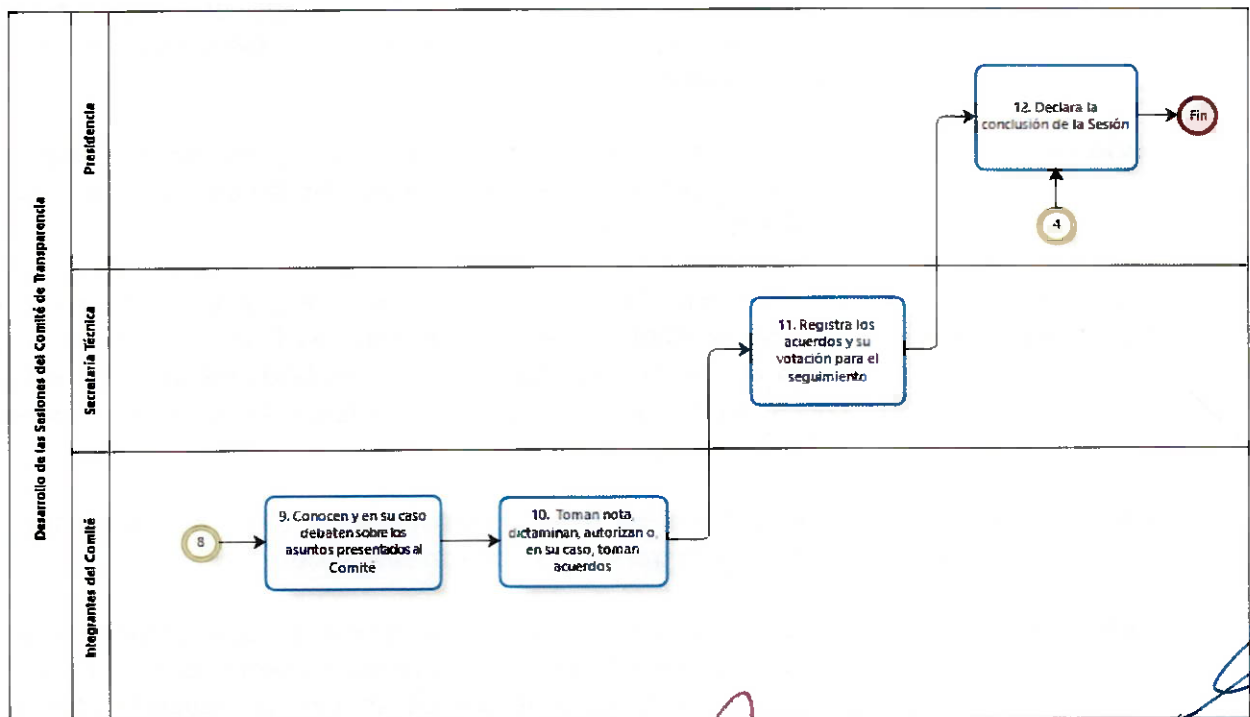 Desarrollo de las Sesiones del Comité de Transparencia
Presidencia
12. Declara la
conclusión de la Sesión
Fin
4
Secretaría Técnica
11. Registra los
acuerdos y su
votación para el
seguimiento
Integrantes del Comité
8
9. Conocen y en su caso
debaten sobre los
asuntos presentados al
Comité
10. Toman nota,
dictaminan, autorizan o,
en su caso, toman
acuerdos